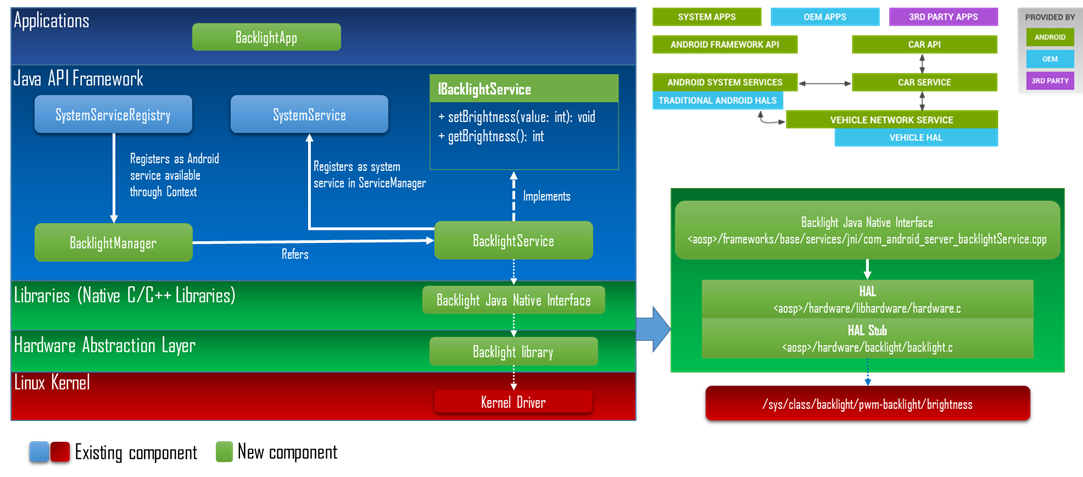 Applications
BacklightApp
Java API Framework
SystemServiceRegistry
SystemService
IBacklightService
+ setBrightness(value: int): void
+ getBrightness(): int
Registers as Android
service available
through Context
Registers as system
service in ServiceManager
Implements
BacklightManager
Refers
BacklightService
Libraries (Native C/C++ Libraries)
Backlight Java Native Interface
Hardware Abstraction Layer
Backlight library
Linux Kernel
Kernel Driver
Existing component
New component
SYSTEM APPS
OEM APPS
3RD PARTY APPS
ANDROID FRAMEWORK API
CAR API
ANDROID SYSTEM SERVICES
CAR SERVICE
TRADITIONAL ANDROID HALS
VEHICLE NETWORK SERVICE
VEHICLE HAL
PROVIDED BY
ANDROID
OEM
3RD PARTY
Backlight Java Native Interface
<aosp>/frameworks/base/services/jni/com_android_server_backlightService.cpp
HAL
<aosp>/hardware/libhardware/hardware.c
HAL Stub
<aosp>/hardware/backlight/backlight.c
/sys/class/backlight/pwm-backlight/brightness